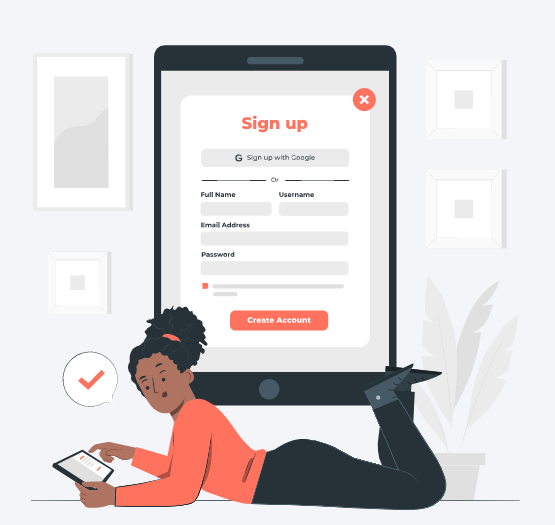 Sign up
G Sign up with Google
Or
Full Name Username
Email Address
Password
Create Account